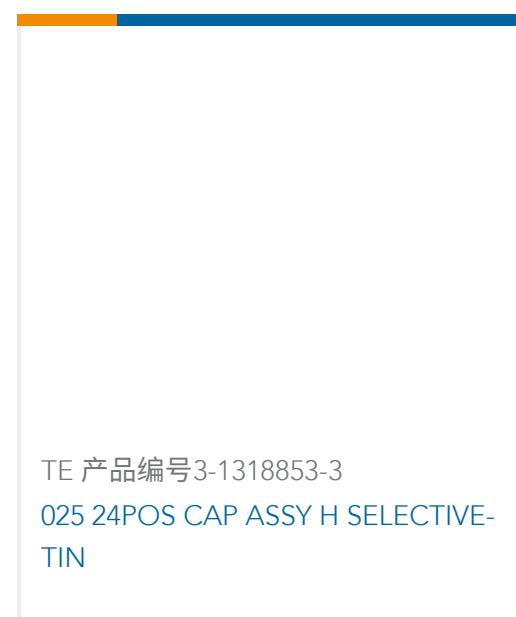 TE 产品编号3-1318853-3
025 24POS CAP ASSY H SELECTIVE-
TIN